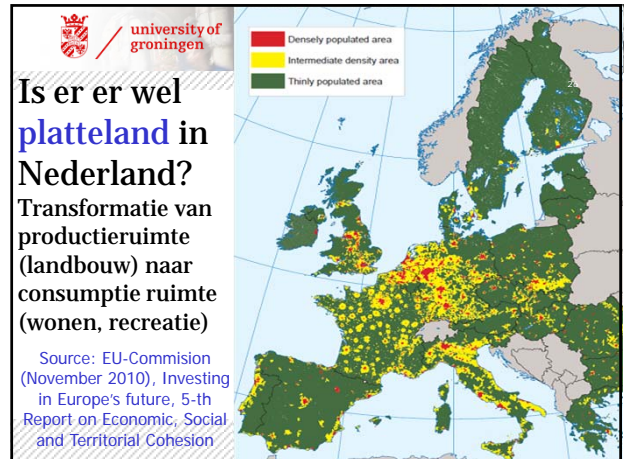 university of
groningen
Is er er wel
platteland in
Nederland?
Transformatie van
productieruimte
(landbouw) naar
consumptie ruimte
(wonen, recreatie)
Source: EU-Commision
(November 2010), Investing
in Europe's future, 5-th
Report on Economic, Social
and Territorial Cohesion
Densely populated area
Intermediate density area
Thinly populated area